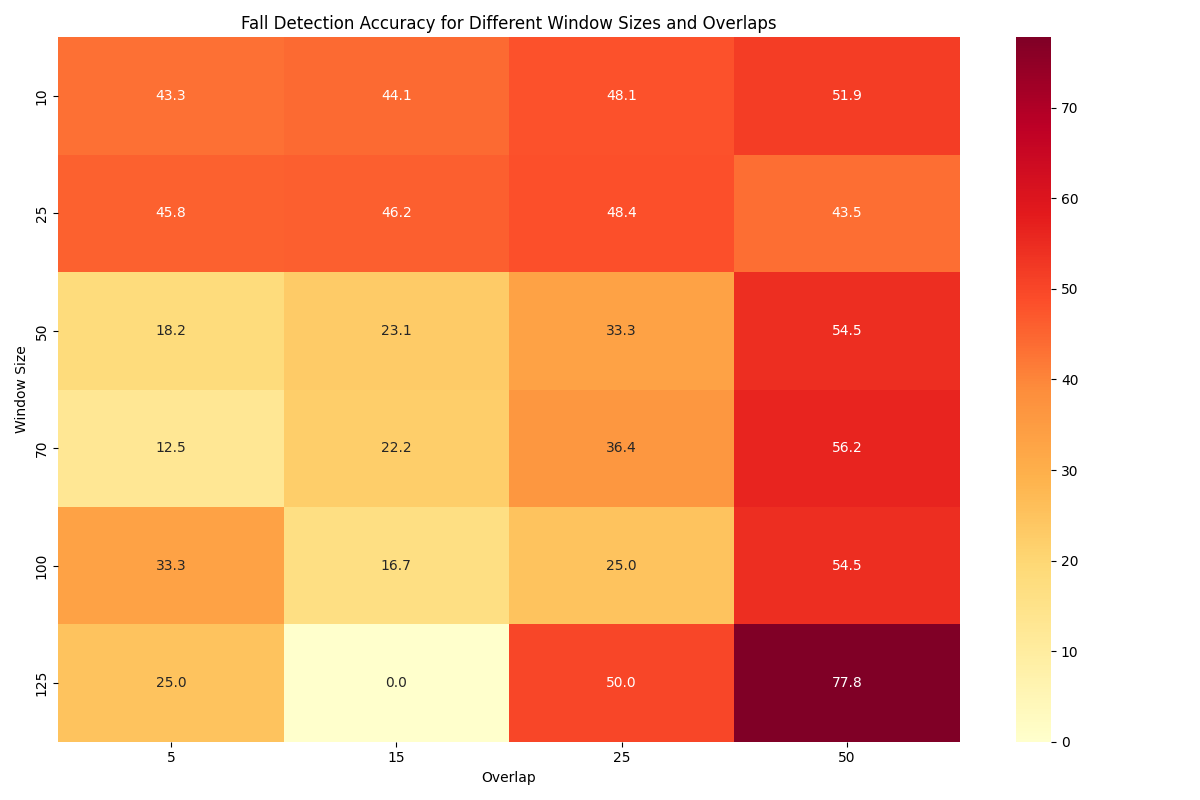 Fall Detection Accuracy for Different Window Sizes and Overlaps
Window Size
10 43.3 44.1 48.1 51.9
25 45.8 46.2 48.4 43.5
50 18.2 23.1 33.3 54.5
70 12.5 22.2 36.4 56.2
100 33.3 16.7 25.0 54.5
125 25.0 0.0 50.0 77.8
5 15 25 50
Overlap
70
60
50
40
30
20
10
0